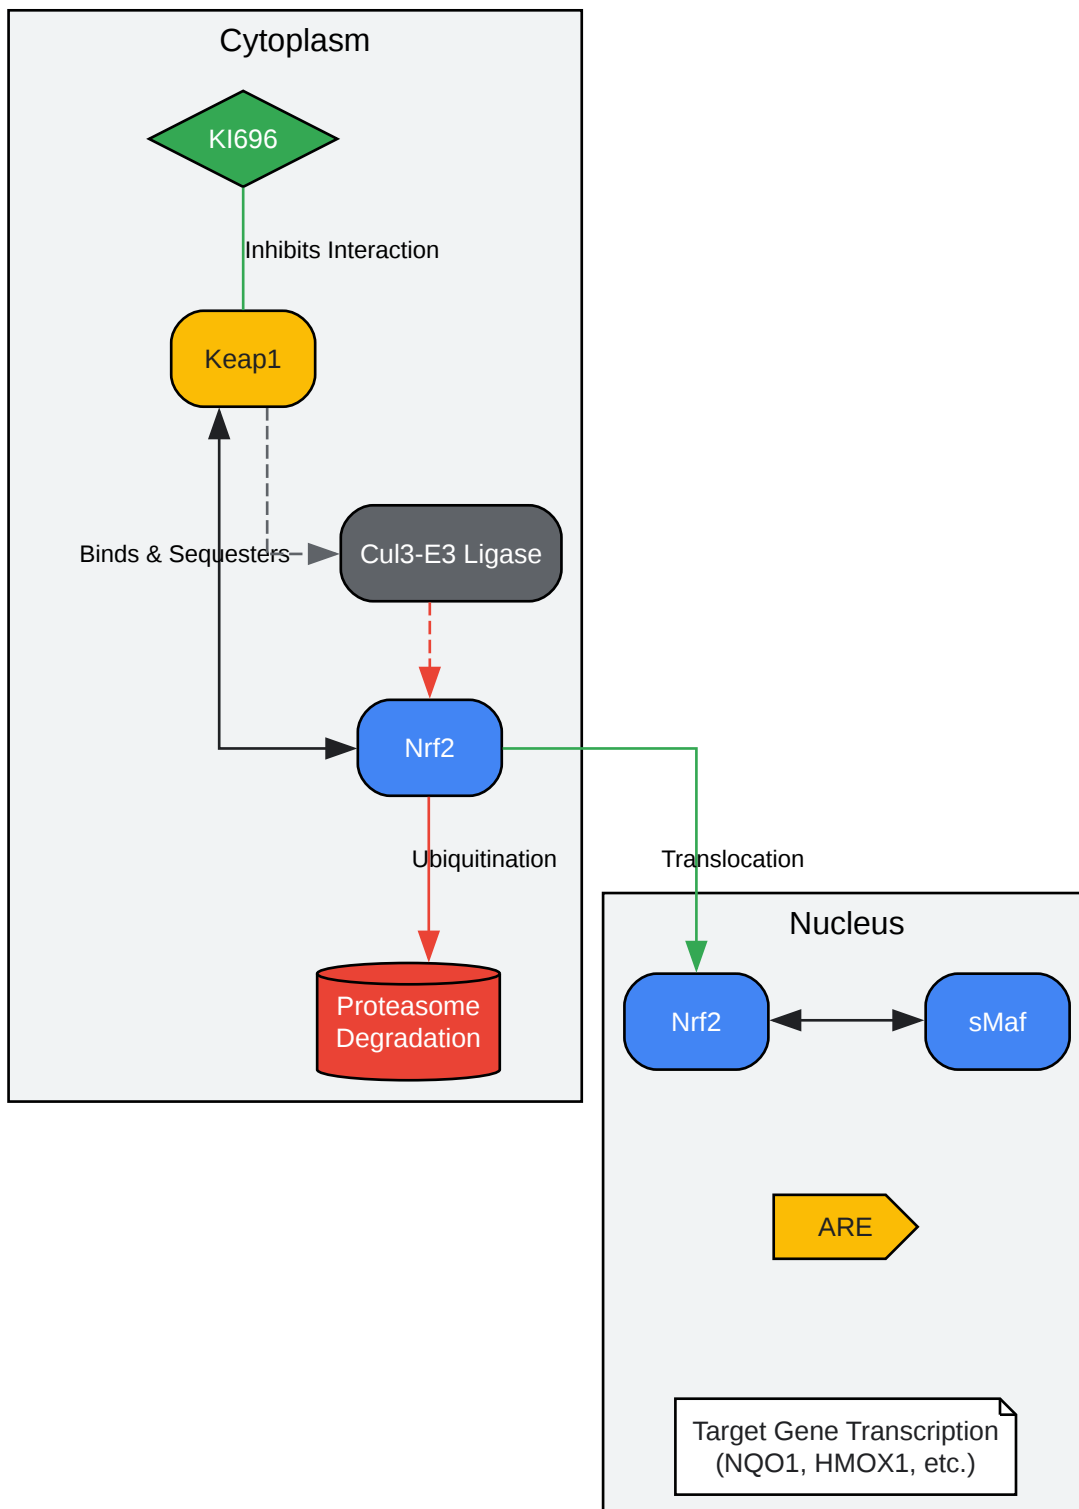 Cytoplasm
KI696
Inhibits Interaction
Keap1
Binds & Sequesters
Cul3-E3 Ligase
Nrf2
Ubiquitination
Translocation
Proteasome
Degradation
Nucleus
Nrf2
sMaf
ARE
Target Gene Transcription
(NQO1, HMOX1, etc.)